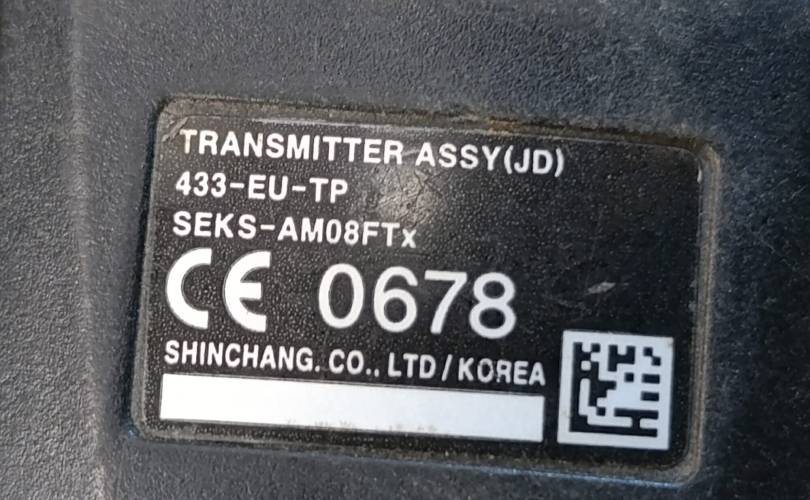 TRANSMITTER ASSY(JD)
433-EU-TP
SEKS-AM08FTx
CE 0678
SHINCHANG. CO., LTD/KOREA